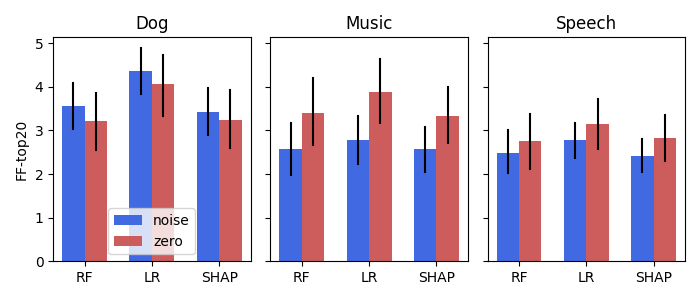 Dog
Music
Speech
FF-top20
5
4
3
2
1
0
noise
zero
RF
LR
SHAP
RF
LR
SHAP
RF
LR
SHAP